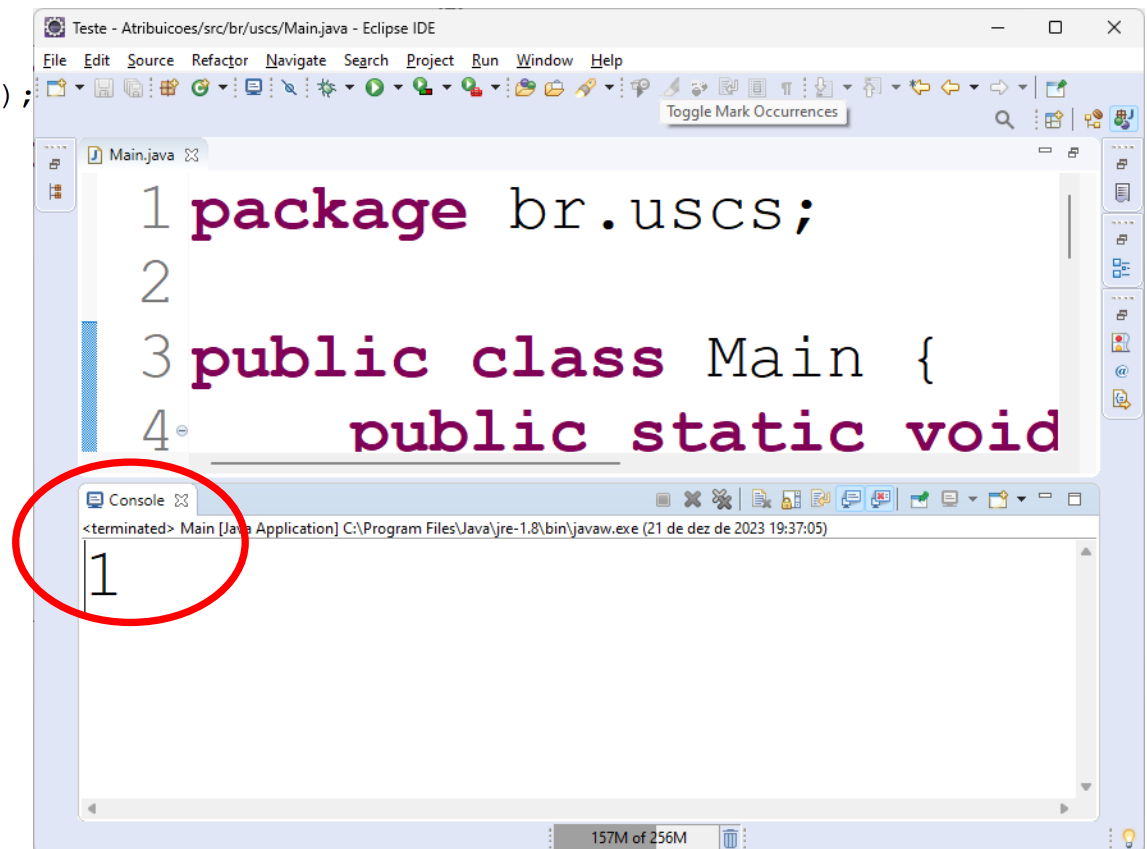 Teste - Atribuicoes/src/br/uscs/Main.java - Eclipse IDE
File Edit Source Refactor Navigate Search Project Run Window Help
);
Toggle Mark Occurrences
Main.java
1 package br.uscs;
2
3 public class Main {
4 public static void
Console
<terminated> Main [Java Application] C:\Program Files\Java\jre-1.8\bin\javaw.exe (21 de dez de 2023 19:37:05)
1
157M of 256M